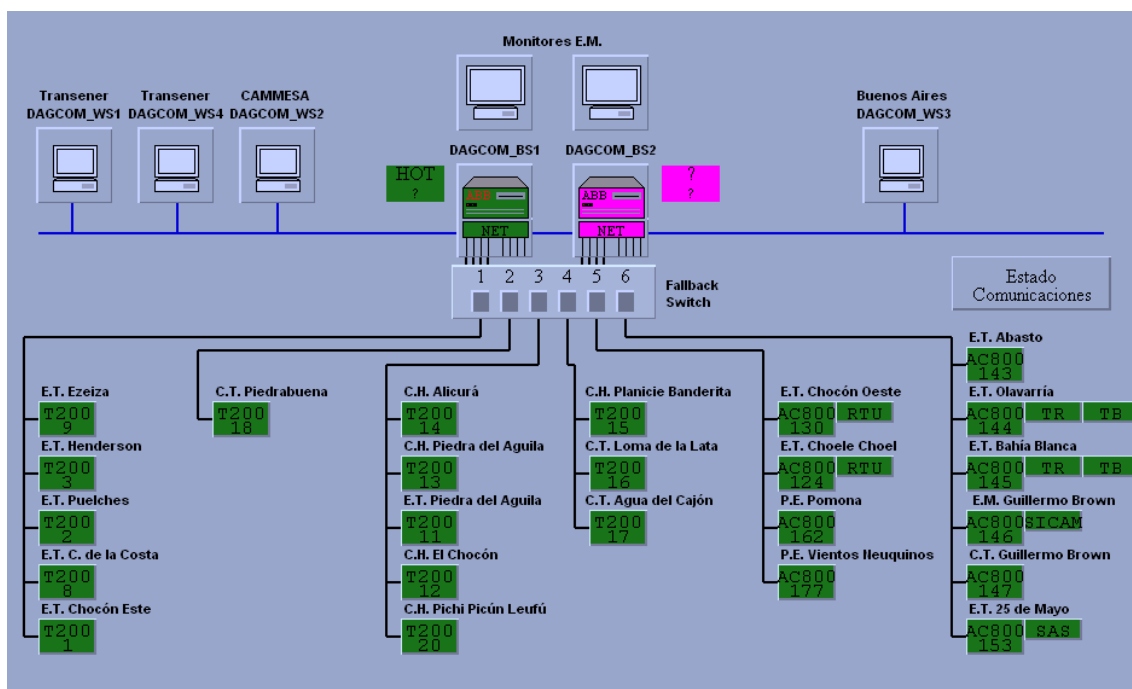 Monitores E.M.
Transener
DAGCOM_WS1
Transener
DAGCOM_WS4
CAMMESA
DAGCOM_WS2
Buenos Aires
DAGCOM_WS3
DAGCOM_BS1
DAGCOM_BS2
HOT
?
ABB
NET
ABB
NET
?
?
1 2 3 4 5 6
Fallback
Switch
Estado
Comunicaciones
E.T. Ezeiza
T200
9
E.T. Henderson
T200
3
E.T. Puelches
T200
2
E.T. C. de la Costa
T200
8
E.T. Chocón Este
T200
1
C.T. Piedrabuena
T200
18
C.H. Alicurá
T200
14
C.H. Piedra del Aguila
T200
13
E.T. Piedra del Aguila
T200
11
C.H. El Chocón
T200
12
C.H. Pichi Picún Leufú
T200
20
C.H. Planicie Banderita
T200
15
C.T. Loma de la Lata
T200
16
C.T. Agua del Cajón
T200
17
E.T. Chocón Oeste
AC800 RTU
130
E.T. Choele Choel
AC800 RTU
124
P.E. Pomona
AC800
162
P.E. Vientos Neuquinos
AC800
177
E.T. Abasto
AC800
143
E.T. Olavarría
AC800 TR TB
144
E.T. Bahía Blanca
AC800 TR TB
145
E.M. Guillermo Brown
AC800 SICAM
146
C.T. Guillermo Brown
AC800
147
E.T. 25 de Mayo
AC800 SAS
153